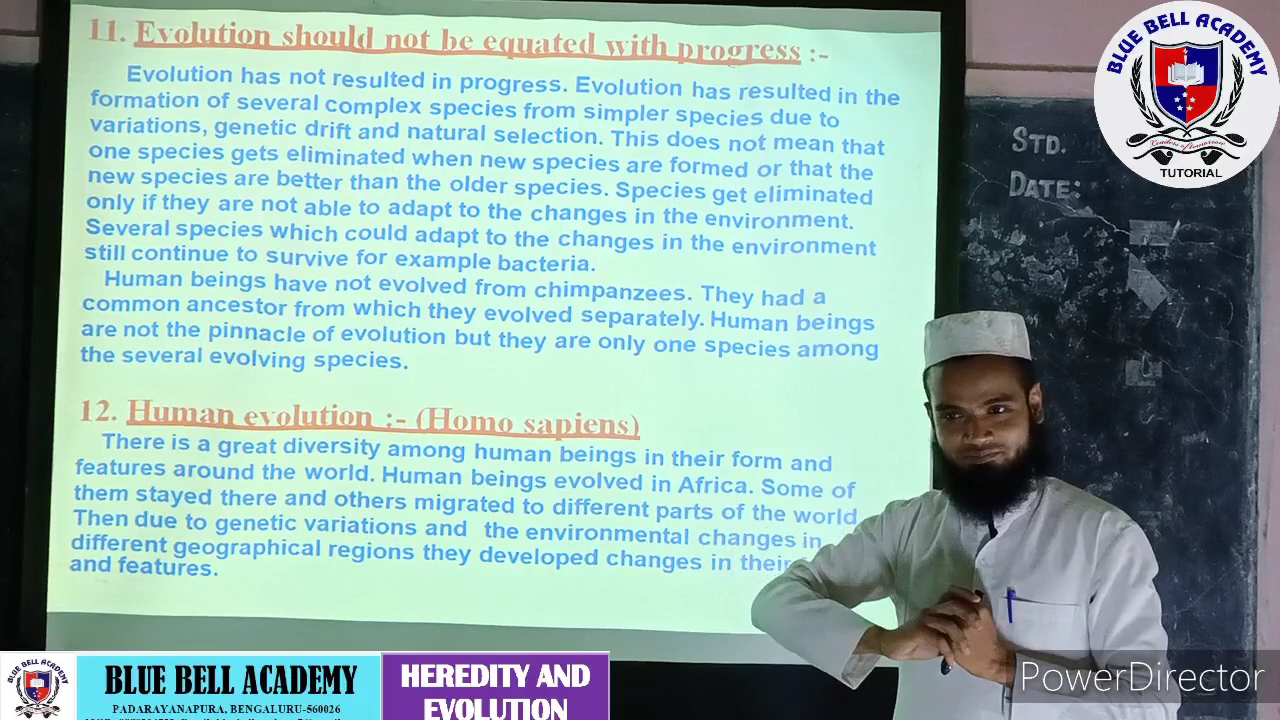 11. Evolution should not be equated with progress :-
Evolution has not resulted in progress. Evolution has resulted in the
formation of several complex species from simpler species due to
variations, genetic drift and natural selection. This does not mean that
one species gets eliminated when new species are formed or that the
new species are better than the older species. Species get eliminated
only if they are not able to adapt to the changes in the environment.
Several species which could adapt to the changes in the environment
still continue to survive for example bacteria.
Human beings have not evolved from chimpanzees. They had a
common ancestor from which they evolved separately. Human beings
are not the pinnacle of evolution but they are only one species among
the several evolving species.
12. Human evolution :- (Homo sapiens)
There is a great diversity among human beings in their form and
features around the world. Human beings evolved in Africa. Some of
them stayed there and others migrated to different parts of the world
Then due to genetic variations and the environmental changes in
different geographical regions they developed changes in their
and features.
STD.
DATE:
BLUE BELL ACADEMY
Leaders of tomorrow
TUTORIAL
BLUE BELL ACADEMY
BLUE BELL ACADEMY
PADARAYANAPURA, BENGALURU-560026
HEREDITY AND
EVOLUTION
PowerDirector